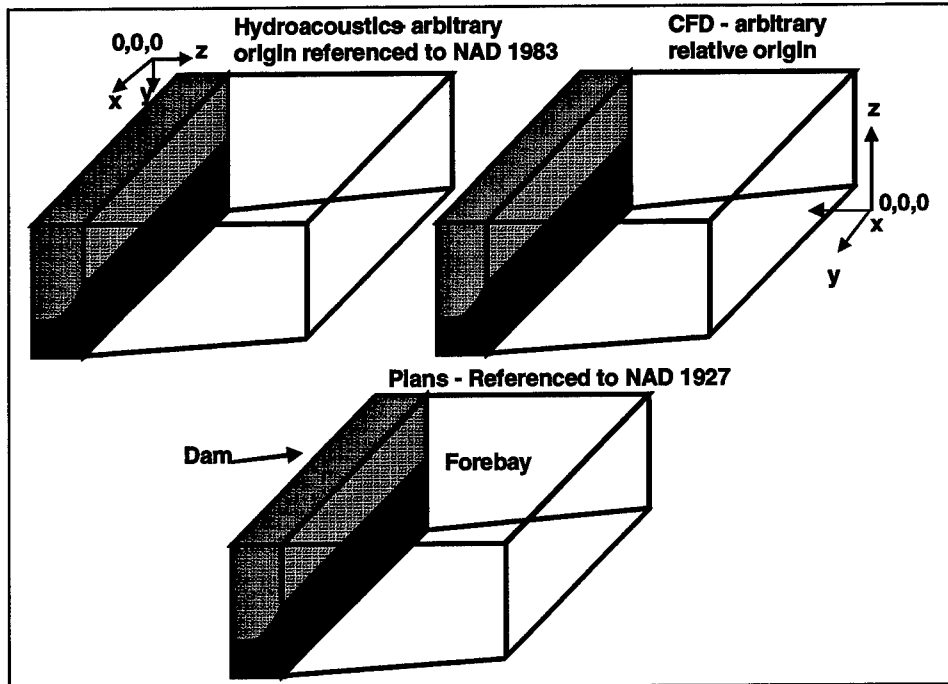 Hydroacoustics- arbitrary
origin referenced to NAD 1983
0,0,0
z
x
y
CFD - arbitrary
relative origin
z
0,0,0
x
y
Plans - Referenced to NAD 1927
Dam
Forebay